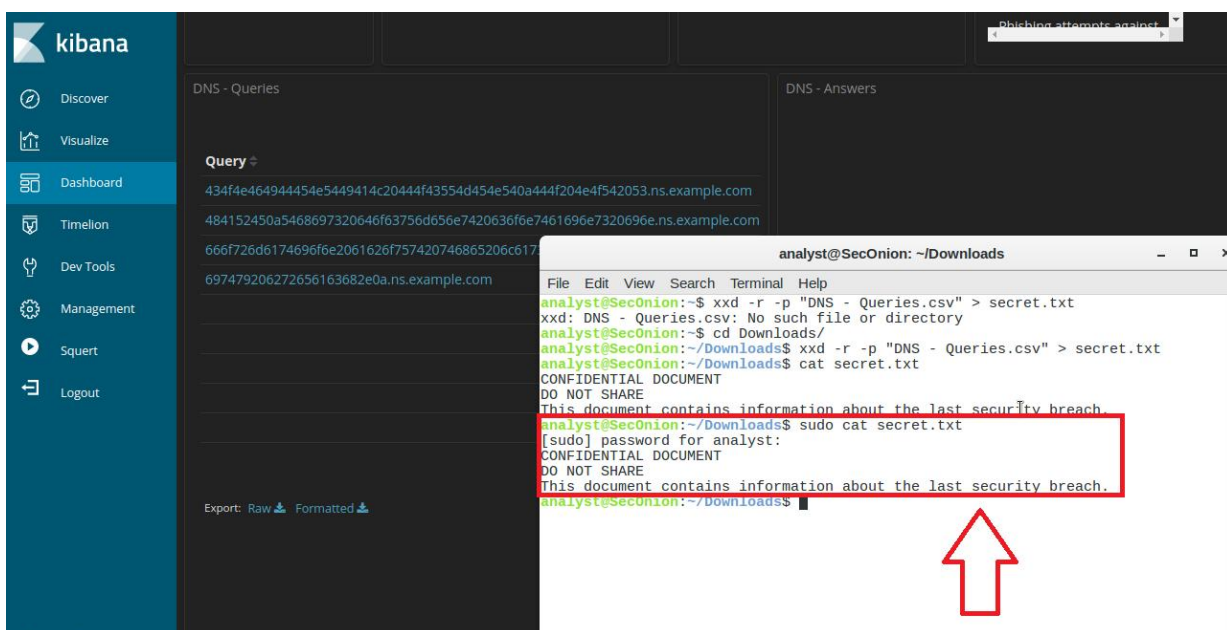 kibana
Discover
Visualize
Dashboard
Timelion
Dev Tools
Management
Squert
Logout
Phishing attempts against
DNS - Queries
DNS - Answers
Query
434f4e464944454e5449414c20444f43554d454e540a444f204e4f542053.ns.example.com
484152450a5468697320646f63756d656e7420636f6e7461696e7320696e.ns.example.com
666f726d6174696f6e2061626f757420746865206c617
697479206272656163682e0a.ns.example.com
Export: Raw Formatted
analyst@SecOnion: ~/Downloads
File Edit View Search Terminal Help
analyst@SecOnion:~$ xxd -r -p "DNS - Queries.csv" > secret.txt
xxd: DNS - Queries.csv: No such file or directory
analyst@SecOnion:~$ cd Downloads/
analyst@SecOnion:~/Downloads$ xxd -r -p "DNS - Queries.csv" > secret.txt
analyst@SecOnion:~/Downloads$ cat secret.txt
CONFIDENTIAL DOCUMENT
DO NOT SHARE
This document contains information about the last security breach.
analyst@SecOnion:~/Downloads$ sudo cat secret.txt
[sudo] password for analyst:
CONFIDENTIAL DOCUMENT
DO NOT SHARE
This document contains information about the last security breach.
analyst@SecOnion:~/Downloads$